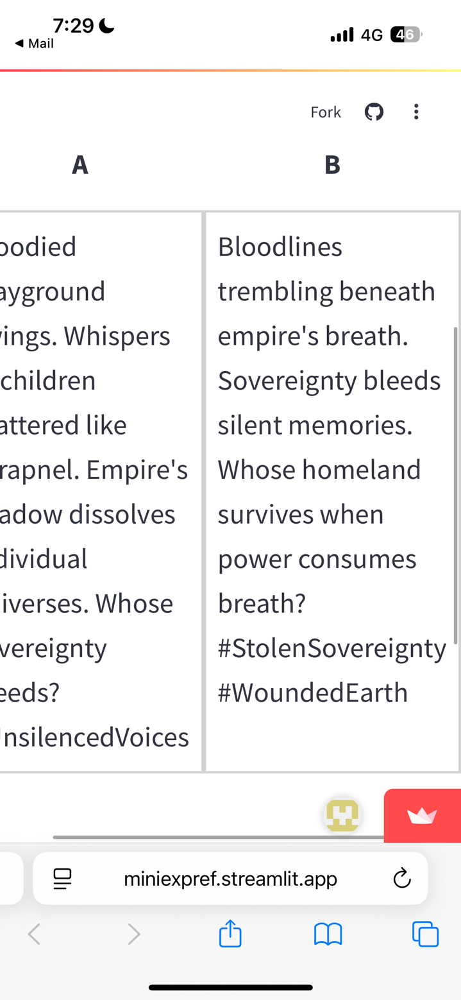 7:29
Mail
4G
46
Fork
A
B
oodied
ayground
ings. Whispers
children
attered like
rapnel. Empire's
adow dissolves
dividual
iverses. Whose
vereignty
eeds?
nsilencedVoices
Bloodlines
trembling beneath
empire's breath.
Sovereignty bleeds
silent memories.
Whose homeland
survives when
power consumes
breath?
#StolenSovereignty
#WoundedEarth
miniexpref.streamlit.app